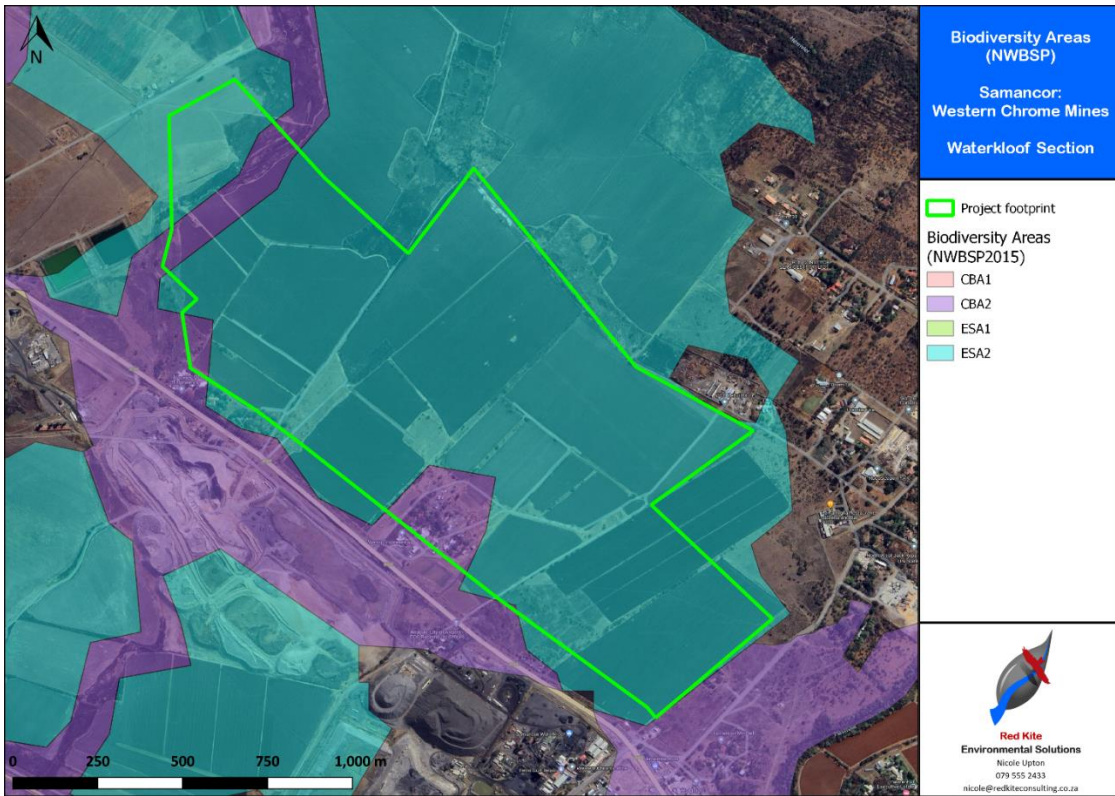 N
0
250
500
750
1,000 m
Biodiversity Areas
(NWBSP)
Samancor:
Western Chrome Mines
Waterkloof Section
Project footprint
Biodiversity Areas
(NWBSP2015)
CBA1
CBA2
ESA1
ESA2
Red Kite
Environmental Solutions
Nicole Upton
079 555 2433
nicole@redkiteconsulting.co.za